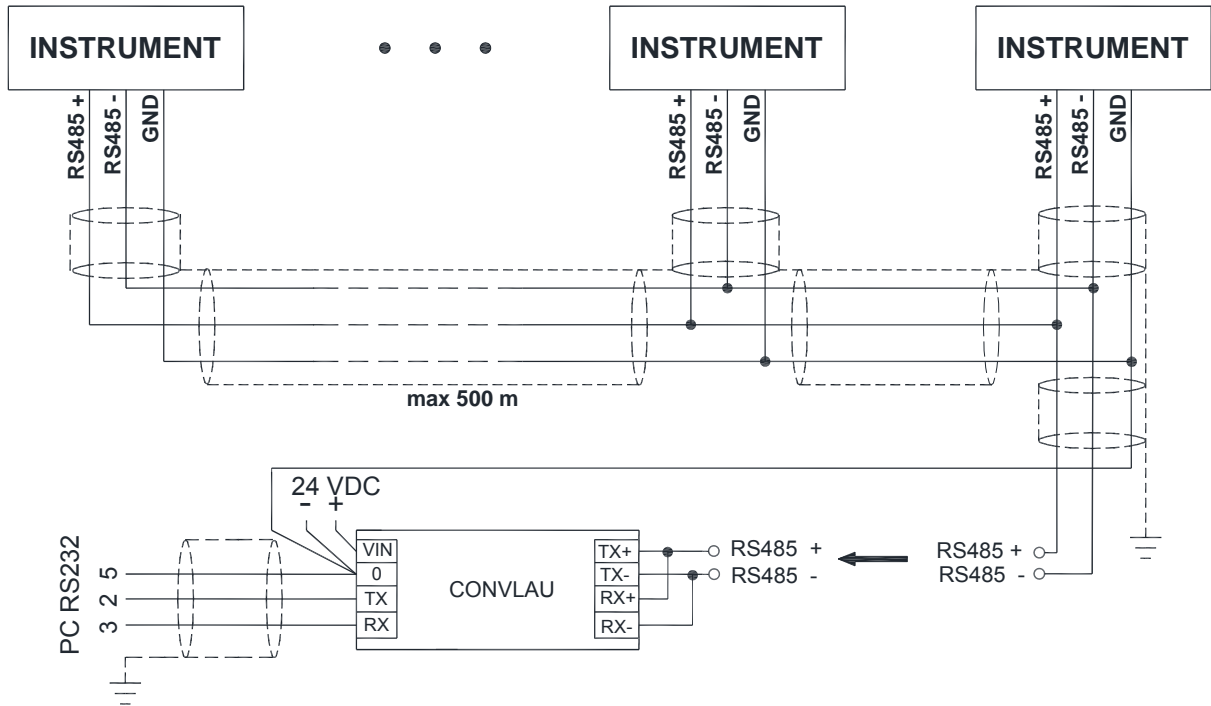 INSTRUMENT
INSTRUMENT
INSTRUMENT
RS485 +
RS485 -
GND
RS485 +
RS485 -
GND
RS485 +
RS485 -
GND
max 500 m
24 VDC
- +
PC RS232
5
2
3
VIN
0
TX
RX
CONVLAU
TX+
TX-
RX+
RX-
RS485 +
RS485 -
RS485 +
RS485 -